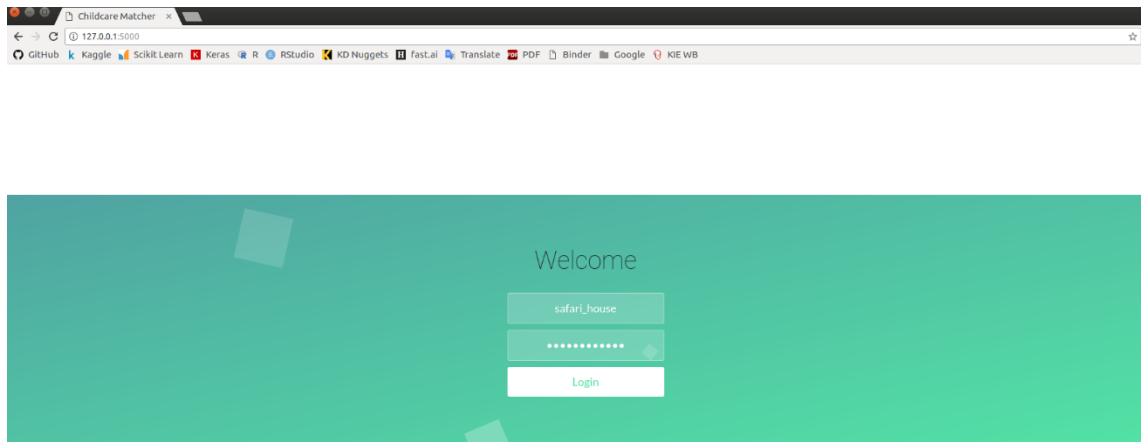 Childcare Matcher ×
127.0.0.1:5000
GitHub Kaggle Scikit Learn Keras R RStudio KD Nuggets fast.ai Translate PDF Binder Google KIE WB
Welcome
safari_house
••••••••••••
Login